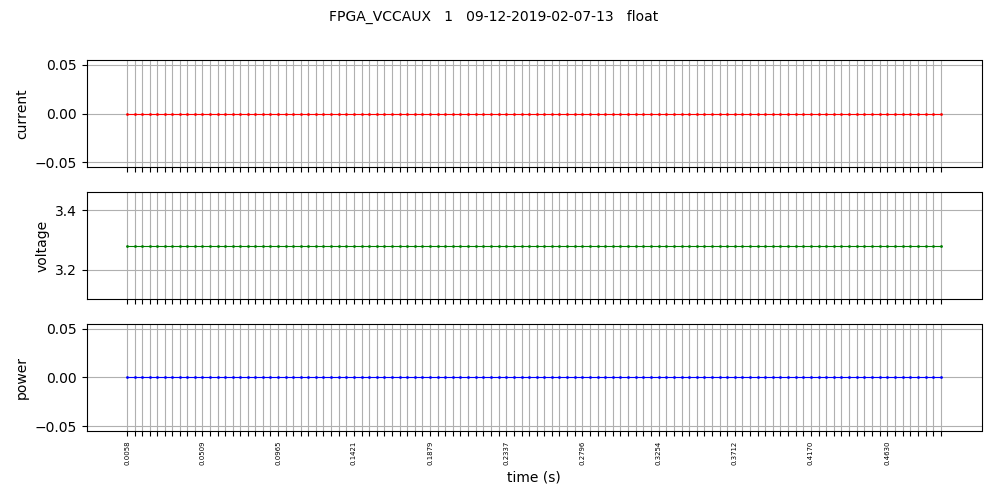 FPGA_VCCAUX 1 09-12-2019-02-07-13 float
0.05
0.00
−0.05
current
3.4
3.2
voltage
0.05
0.00
−0.05
power
0.0058 0.0509 0.0965 0.1421 0.1879 0.2337 0.2796 0.3254 0.3712 0.4170 0.4630
time (s)